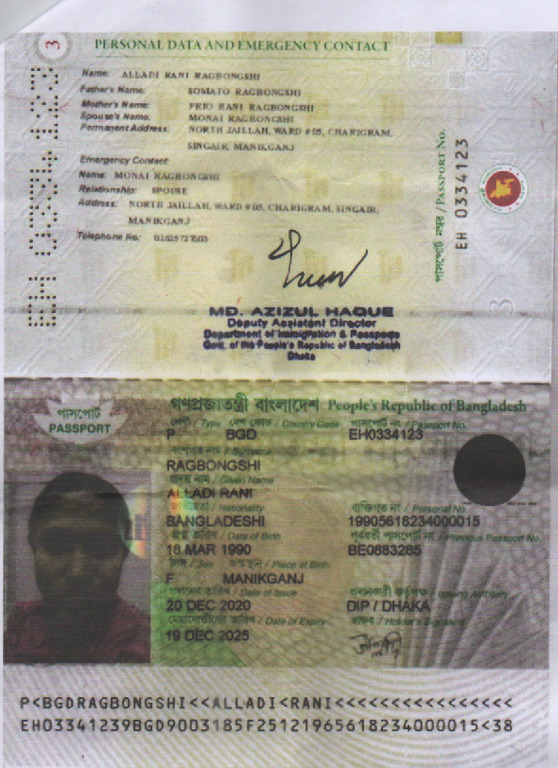 3
PERSONAL DATA AND EMERGENCY CONTACT
Name: ALLADI RANI RAGBONGSHI
Father's Name: SOMATO RAGBONGSHI
Mother's Name: PRIO RANI RAGBONGSHI
Spouse's Name: MONAI RAGBONGSHI
Permanent Address: NORTH JAILLAH, WARD # 05, CHARIGRAM,
SINGAIR, MANIKGANJ
Emergency Contact:
Name: MONAI RAGBONGSHI
Relationship: SPOUSE
Address: NORTH JAILLAH, WARD # 05, CHARIGRAM, SINGAIR,
MANIKGANJ
Telephone No:
EH 0334123
পাসপোর্ট নম্বর / PASSPORT No.
EH 0334123
MD. AZIZUL HAQUE
Deputy Assistant Director
Department of Immigration & Passports
Govt. of the People's Republic of Bangladesh
Dhaka
পাসপোর্ট
PASSPORT
গণপ্রজাতন্ত্রী বাংলাদেশ People's Republic of Bangladesh
শ্রেণী / Type দেশ কোড / Country Code পাসপোর্ট নং / Passport No.
P BGD EH0334123
বংশগত নাম / Surname
RAGBONGSHI
প্রদত্ত নাম / Given Name
ALLADI RANI
জাতীয়তা / Nationality ব্যক্তিগত নং / Personal No.
BANGLADESHI 19905618234000015
জন্ম তারিখ / Date of Birth পূর্ববর্তী পাসপোর্ট নং / Previous Passport No.
18 MAR 1990 BE0883285
লিঙ্গ / Sex জন্মস্থান / Place of Birth
F MANIKGANJ
প্রদানের তারিখ / Date of Issue প্রদানকারী কর্তৃপক্ষ / Issuing Authority
20 DEC 2020 DIP / DHAKA
মেয়াদোত্তীর্ণের তারিখ / Date of Expiry স্বাক্ষর / Holder's Signature
19 DEC 2025
P<BGDRAGBONGSHI<<ALLADI<RANI<<<<<<<<<<<<<<<<
EH03341239BGD9003185F25121965618234000015<38